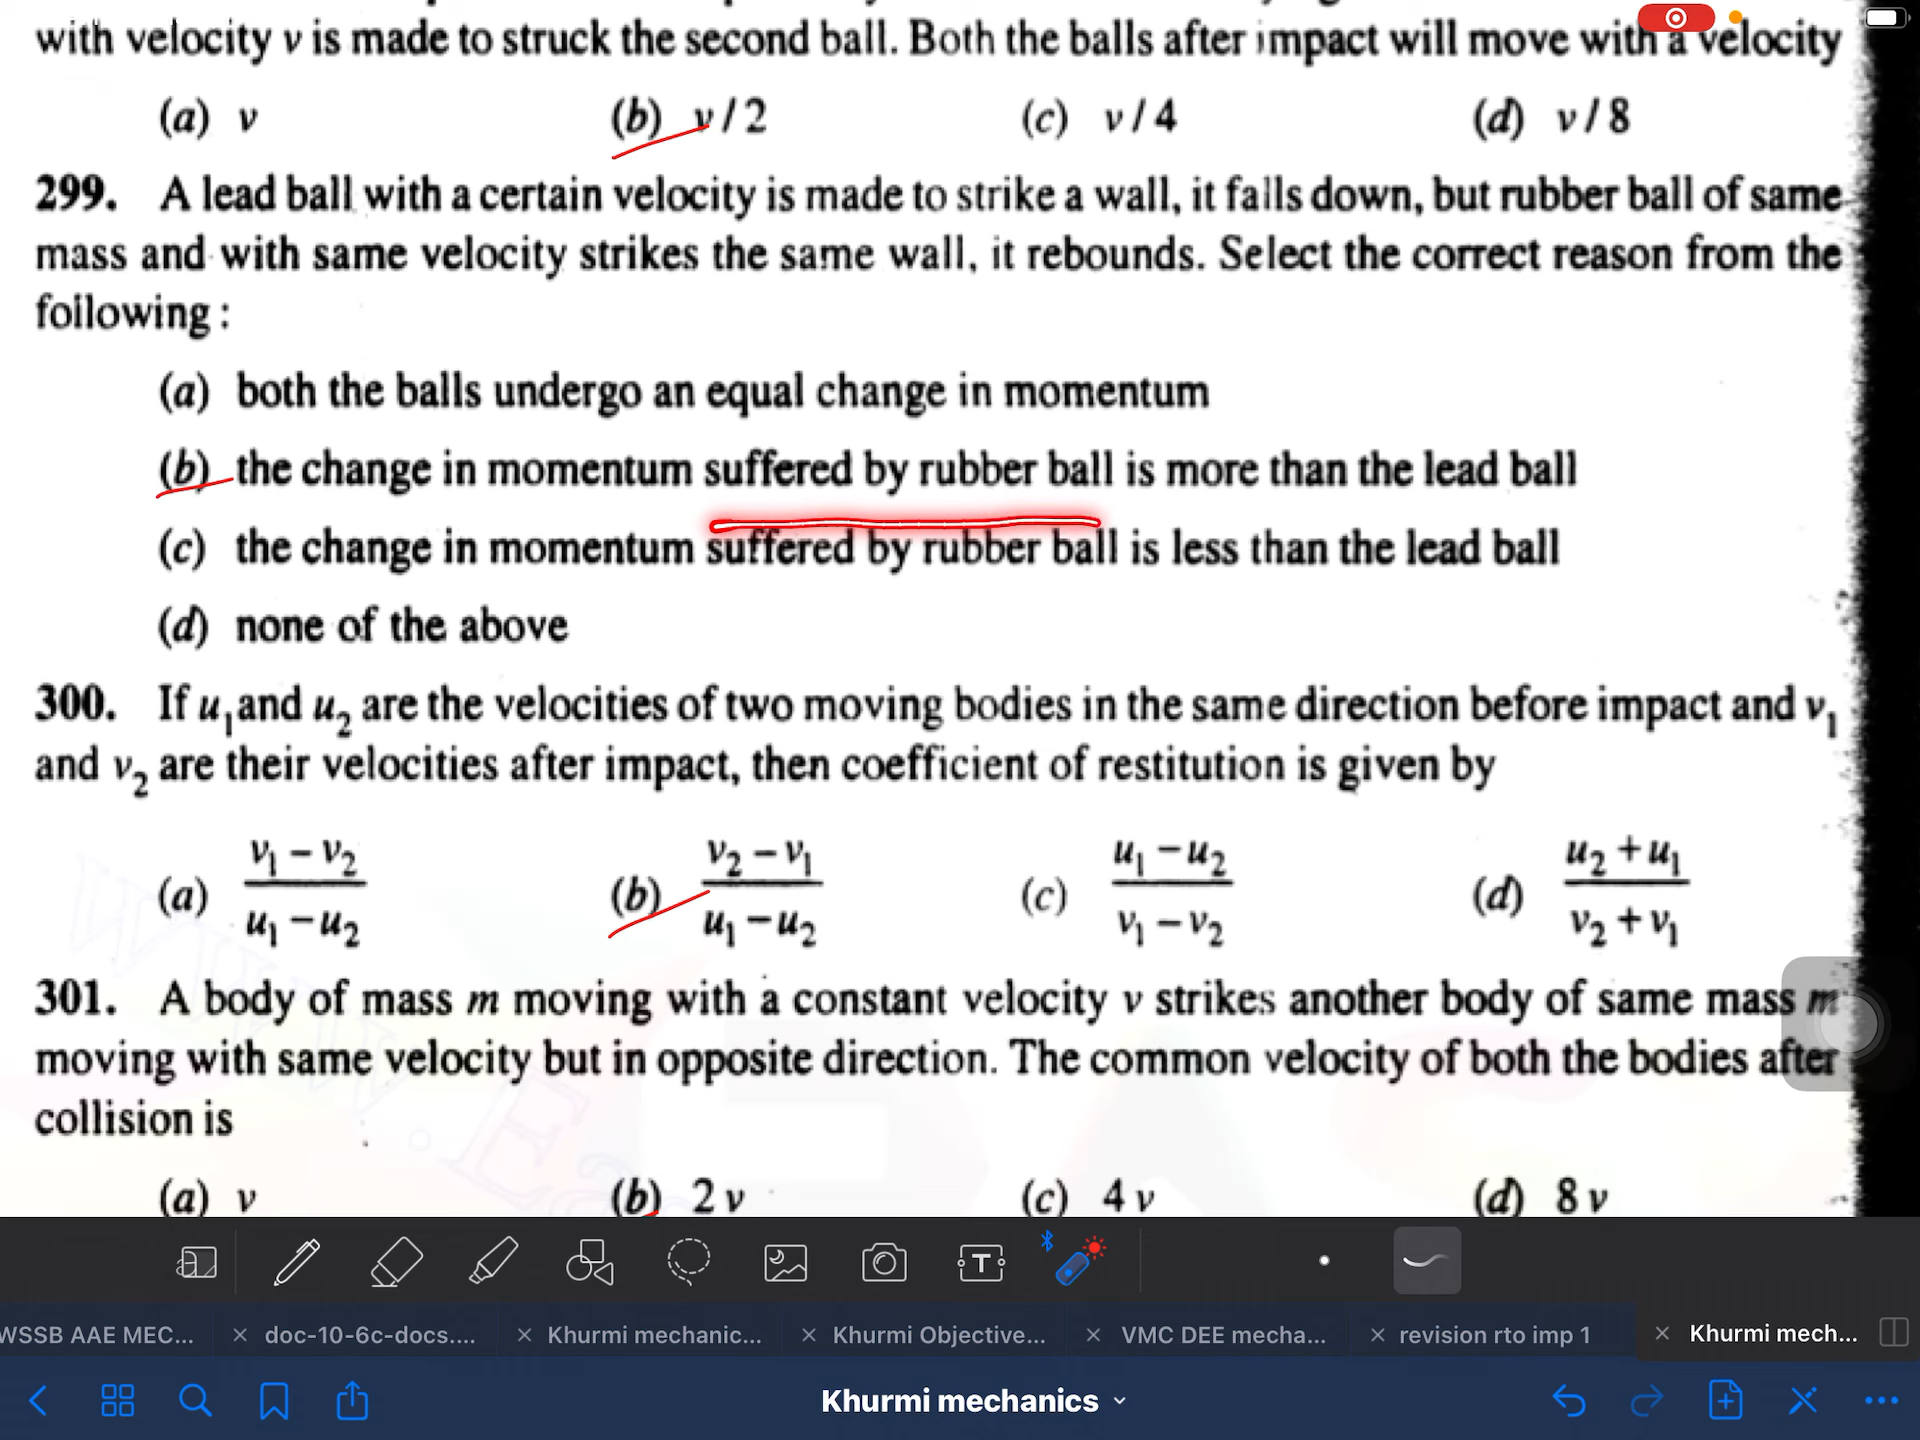 with velocity v is made to struck the second ball. Both the balls after impact will move with a velocity
(a) v (b) v / 2 (c) v / 4 (d) v / 8
299. A lead ball with a certain velocity is made to strike a wall, it falls down, but rubber ball of same
mass and with same velocity strikes the same wall, it rebounds. Select the correct reason from the
following :
(a) both the balls undergo an equal change in momentum
(b) the change in momentum suffered by rubber ball is more than the lead ball
(c) the change in momentum suffered by rubber ball is less than the lead ball
(d) none of the above
300. If u₁ and u₂ are the velocities of two moving bodies in the same direction before impact and v₁
and v₂ are their velocities after impact, then coefficient of restitution is given by
(a) (v₁ – v₂)/(u₁ – u₂) (b) (v₂ – v₁)/(u₁ – u₂) (c) (u₁ – u₂)/(v₁ – v₂) (d) (u₂ + u₁)/(v₂ + v₁)
301. A body of mass m moving with a constant velocity v strikes another body of same mass m
moving with same velocity but in opposite direction. The common velocity of both the bodies after
collision is
(a) v (b) 2 v (c) 4 v (d) 8 v
WSSB AAE MEC... × doc-10-6c-docs.... × Khurmi mechanic... × Khurmi Objective... × VMC DEE mecha... × revision rto imp 1 × Khurmi mech...
Khurmi mechanics